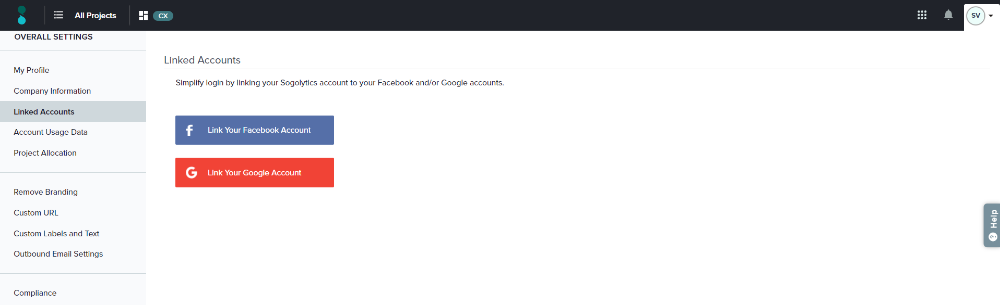 All Projects
CX
SV
OVERALL SETTINGS
My Profile
Company Information
Linked Accounts
Account Usage Data
Project Allocation
Remove Branding
Custom URL
Custom Labels and Text
Outbound Email Settings
Compliance
Linked Accounts
Simplify login by linking your Sogolytics account to your Facebook and/or Google accounts.
Link Your Facebook Account
Link Your Google Account
? Help